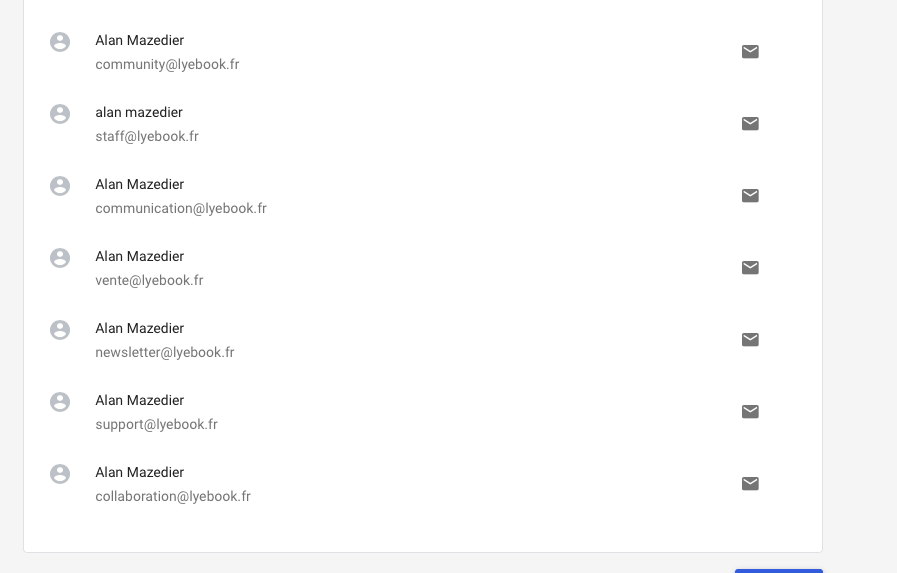 Alan Mazedier
community@lyebook.fr
alan mazedier
staff@lyebook.fr
Alan Mazedier
communication@lyebook.fr
Alan Mazedier
vente@lyebook.fr
Alan Mazedier
newsletter@lyebook.fr
Alan Mazedier
support@lyebook.fr
Alan Mazedier
collaboration@lyebook.fr